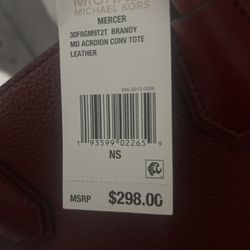 MICHAEL KORS
MERCER
30F8GM9T2T BRANDY
MD ACRDION CONV TOTE
LEATHER
1 93599 02265 9
NS
MSRP $298.00